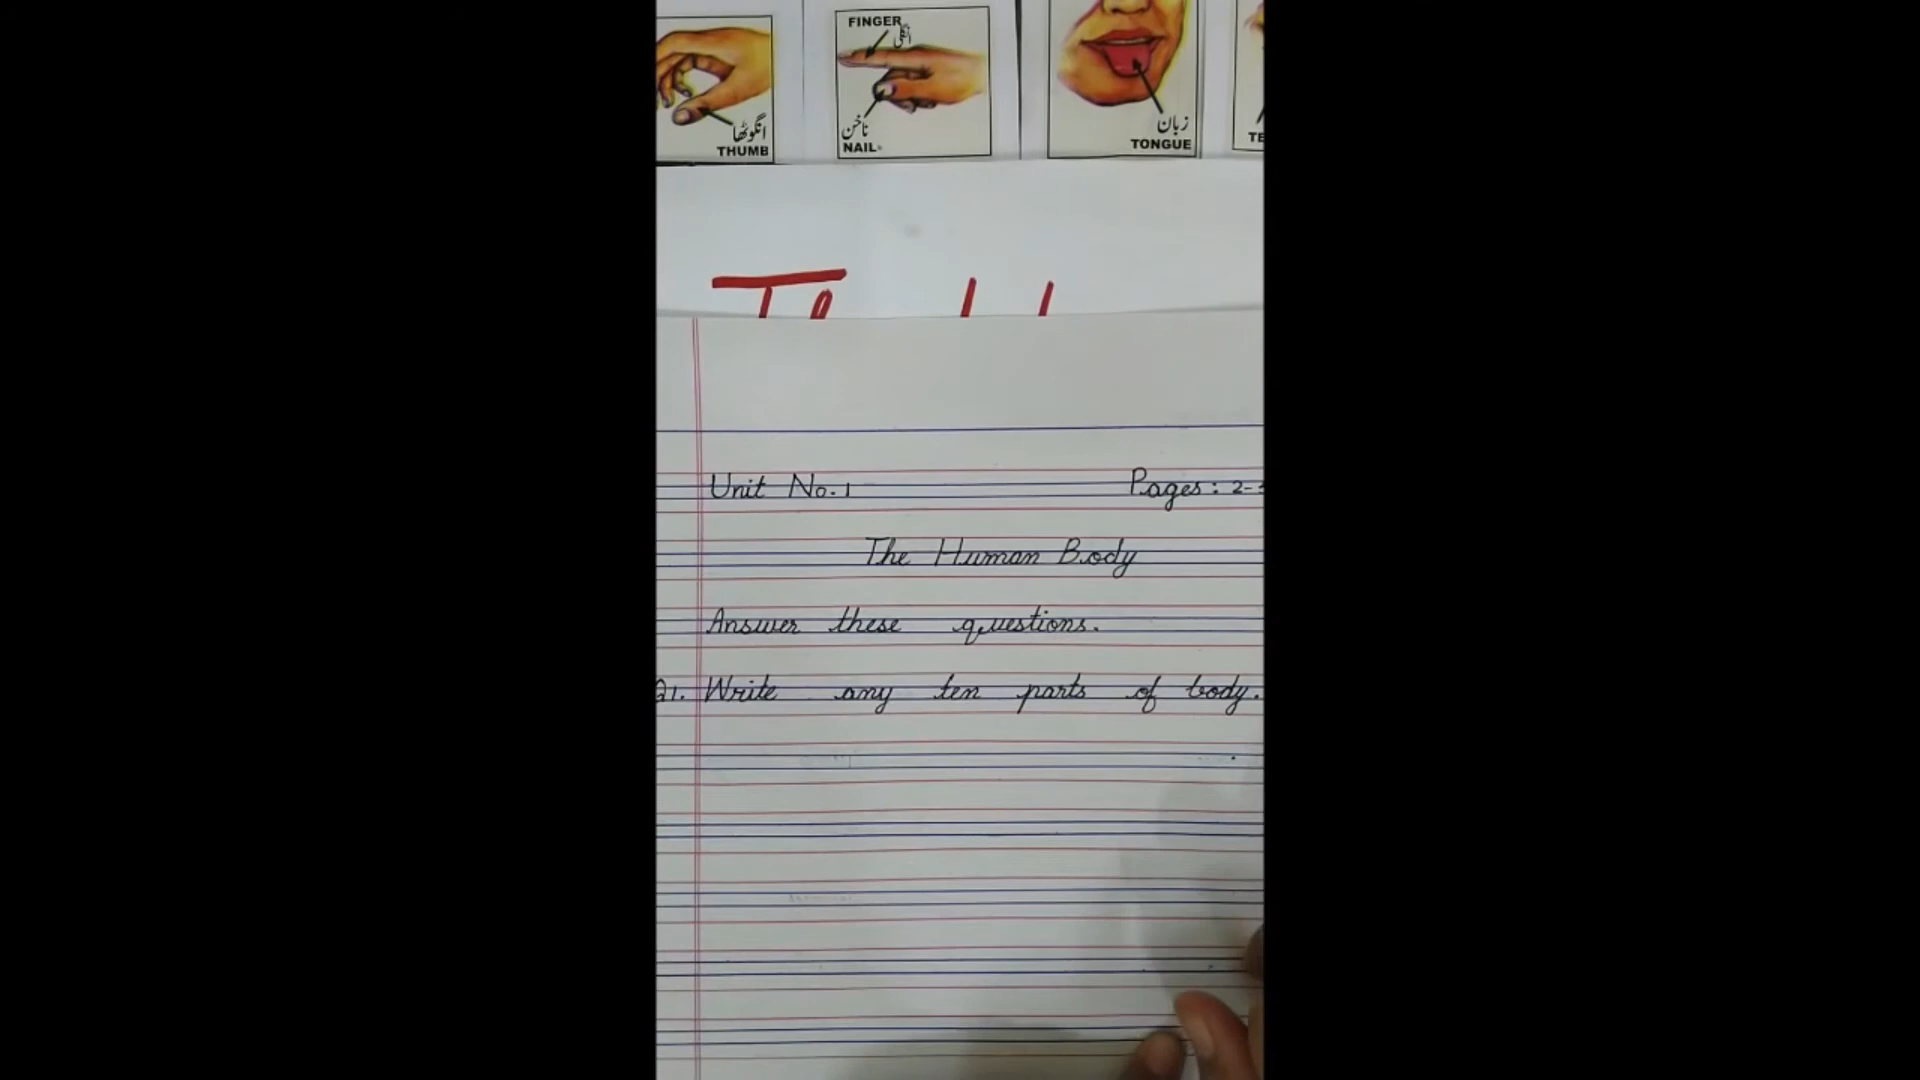 FINGER
انگلی
انگوٹھا
THUMB
ناخن
NAIL
زبان
TONGUE
Unit No. 1 Pages: 2-
The Human Body
Answer these questions.
Q1. Write any ten parts of body.